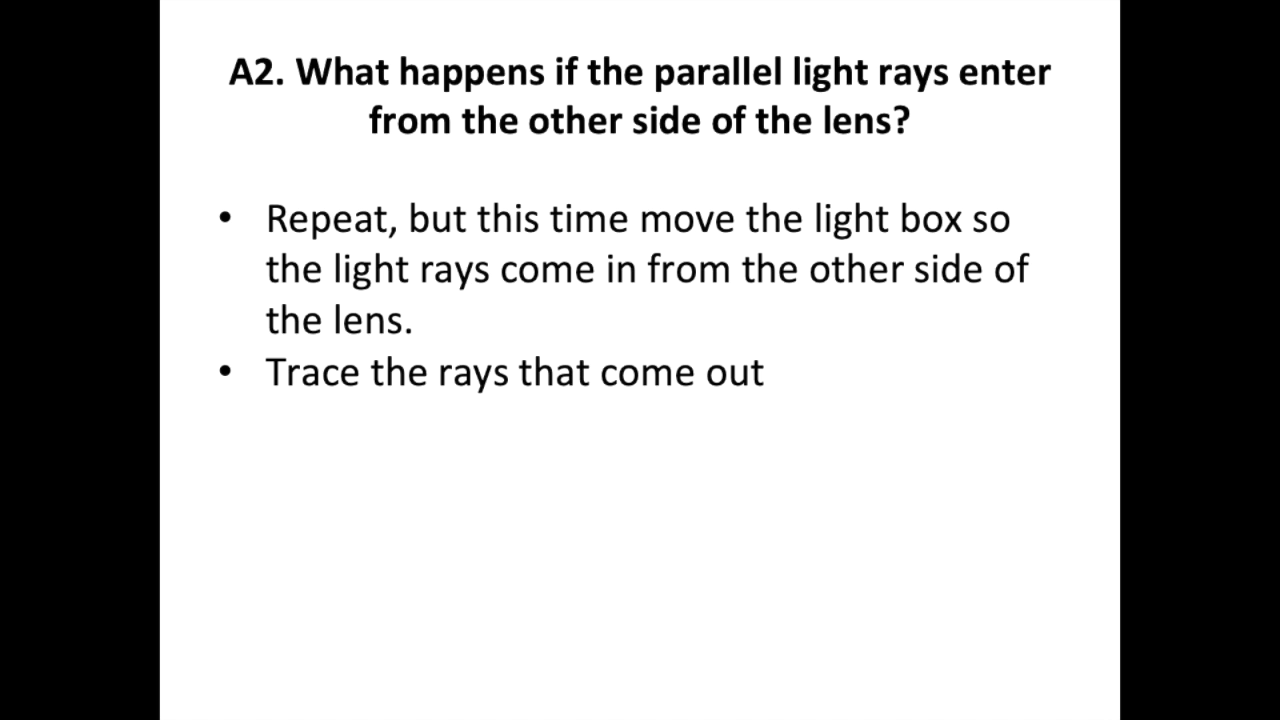 A2. What happens if the parallel light rays enter
from the other side of the lens?
• Repeat, but this time move the light box so
the light rays come in from the other side of
the lens.
• Trace the rays that come out